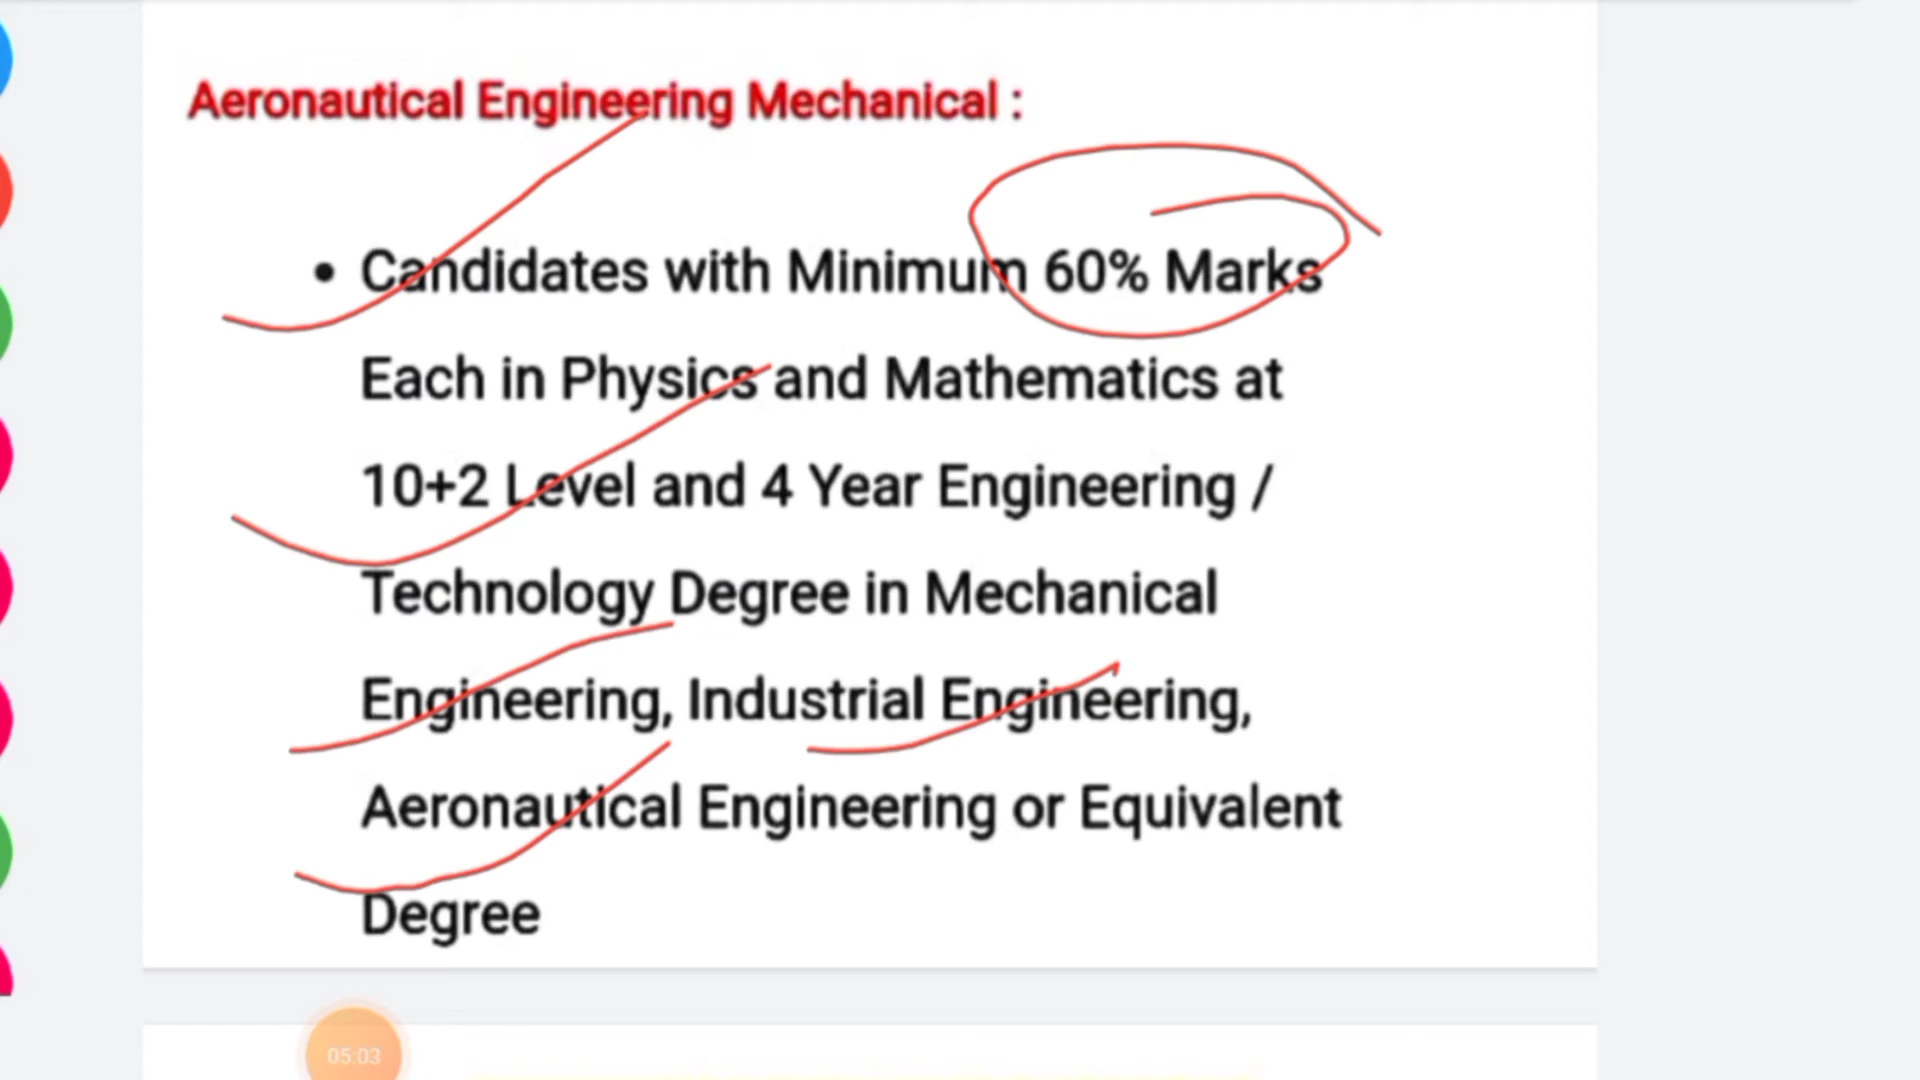 Aeronautical Engineering Mechanical :
• Candidates with Minimum 60% Marks
Each in Physics and Mathematics at
10+2 Level and 4 Year Engineering /
Technology Degree in Mechanical
Engineering, Industrial Engineering,
Aeronautical Engineering or Equivalent
Degree
05:03